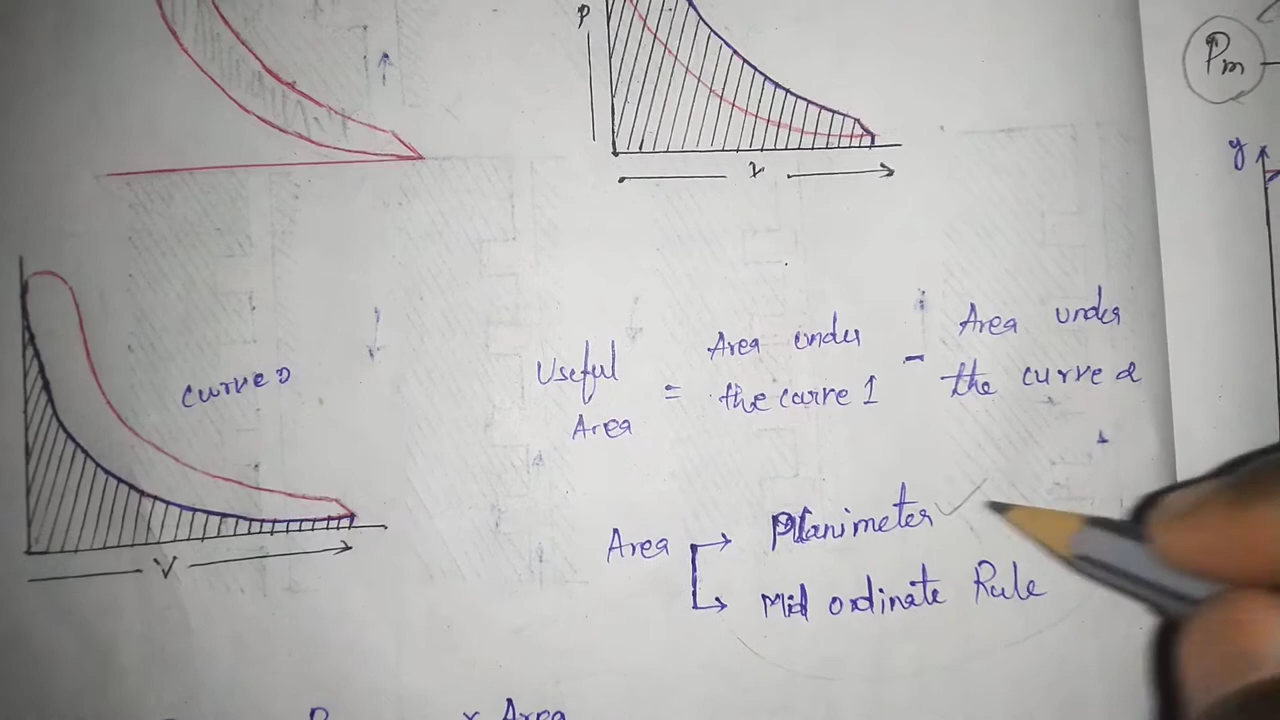 P
x
Pm
y
curve 2
V
Useful Area = Area under the curve 1 - Area under the curve 2
Area → Planimeter
→ Mid ordinate Rule
x Area